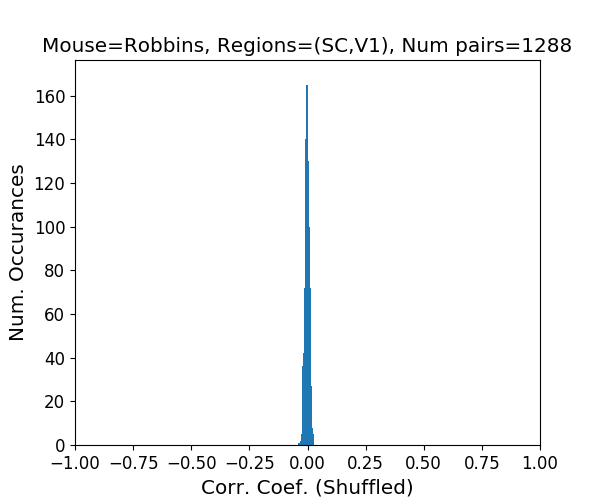 Mouse=Robbins, Regions=(SC,V1), Num pairs=1288
Num. Occurances
160
140
120
100
80
60
40
20
0
−1.00 −0.75 −0.50 −0.25 0.00 0.25 0.50 0.75 1.00
Corr. Coef. (Shuffled)